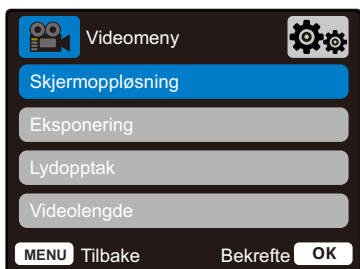 Videomeny
Skjermoppløsning
Eksponering
Lydopptak
Videolengde
MENU Tilbake Bekrefte OK